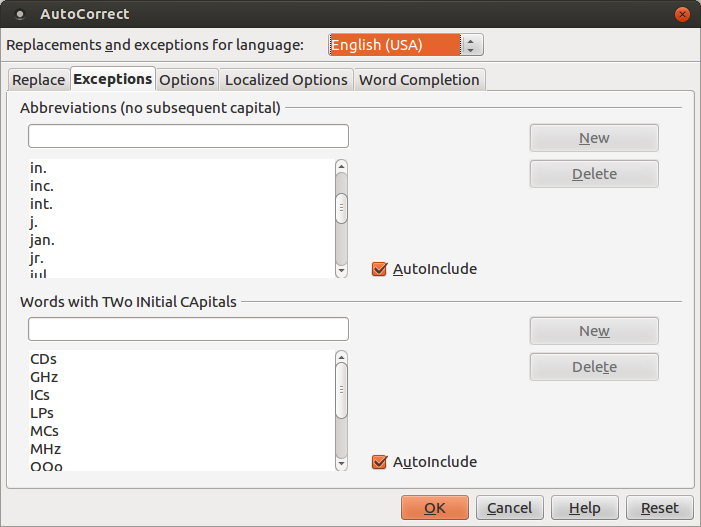 AutoCorrect
Replacements and exceptions for language: English (USA)
Replace Exceptions Options Localized Options Word Completion
Abbreviations (no subsequent capital)
New
Delete
in.
inc.
int.
j.
jan.
jr.
jul.
AutoInclude
Words with TWo INitial CApitals
New
Delete
CDs
GHz
ICs
LPs
MCs
MHz
OOo
AutoInclude
OK Cancel Help Reset